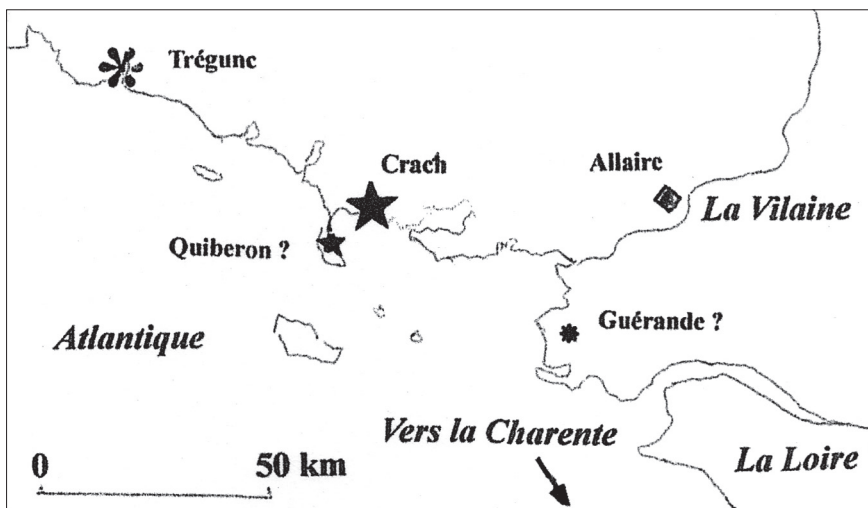 Trégunc
Crach
Allaire
La Vilaine
Quiberon ?
Atlantique
Guérande ?
Vers la Charente
0 50 km
La Loire